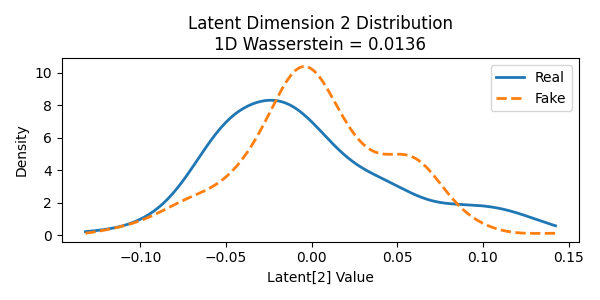 Latent Dimension 2 Distribution
1D Wasserstein = 0.0136
Real
Fake
Density
10
8
6
4
2
0
−0.10
−0.05
0.00
0.05
0.10
0.15
Latent[2] Value